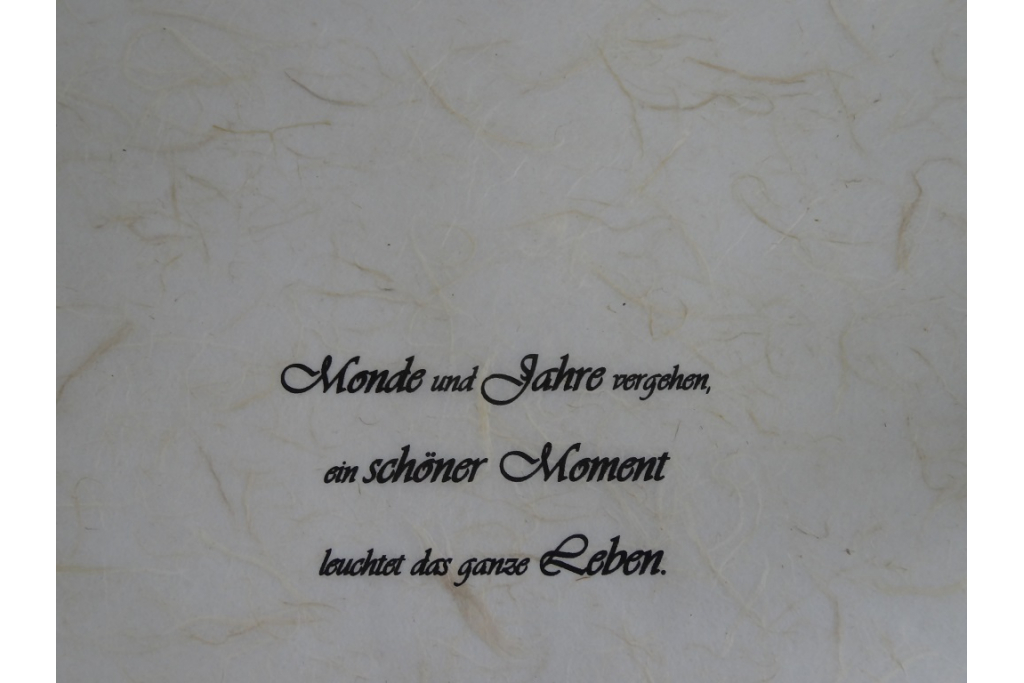 Monde und Jahre vergehen,
ein schöner Moment
leuchtet das ganze Leben.